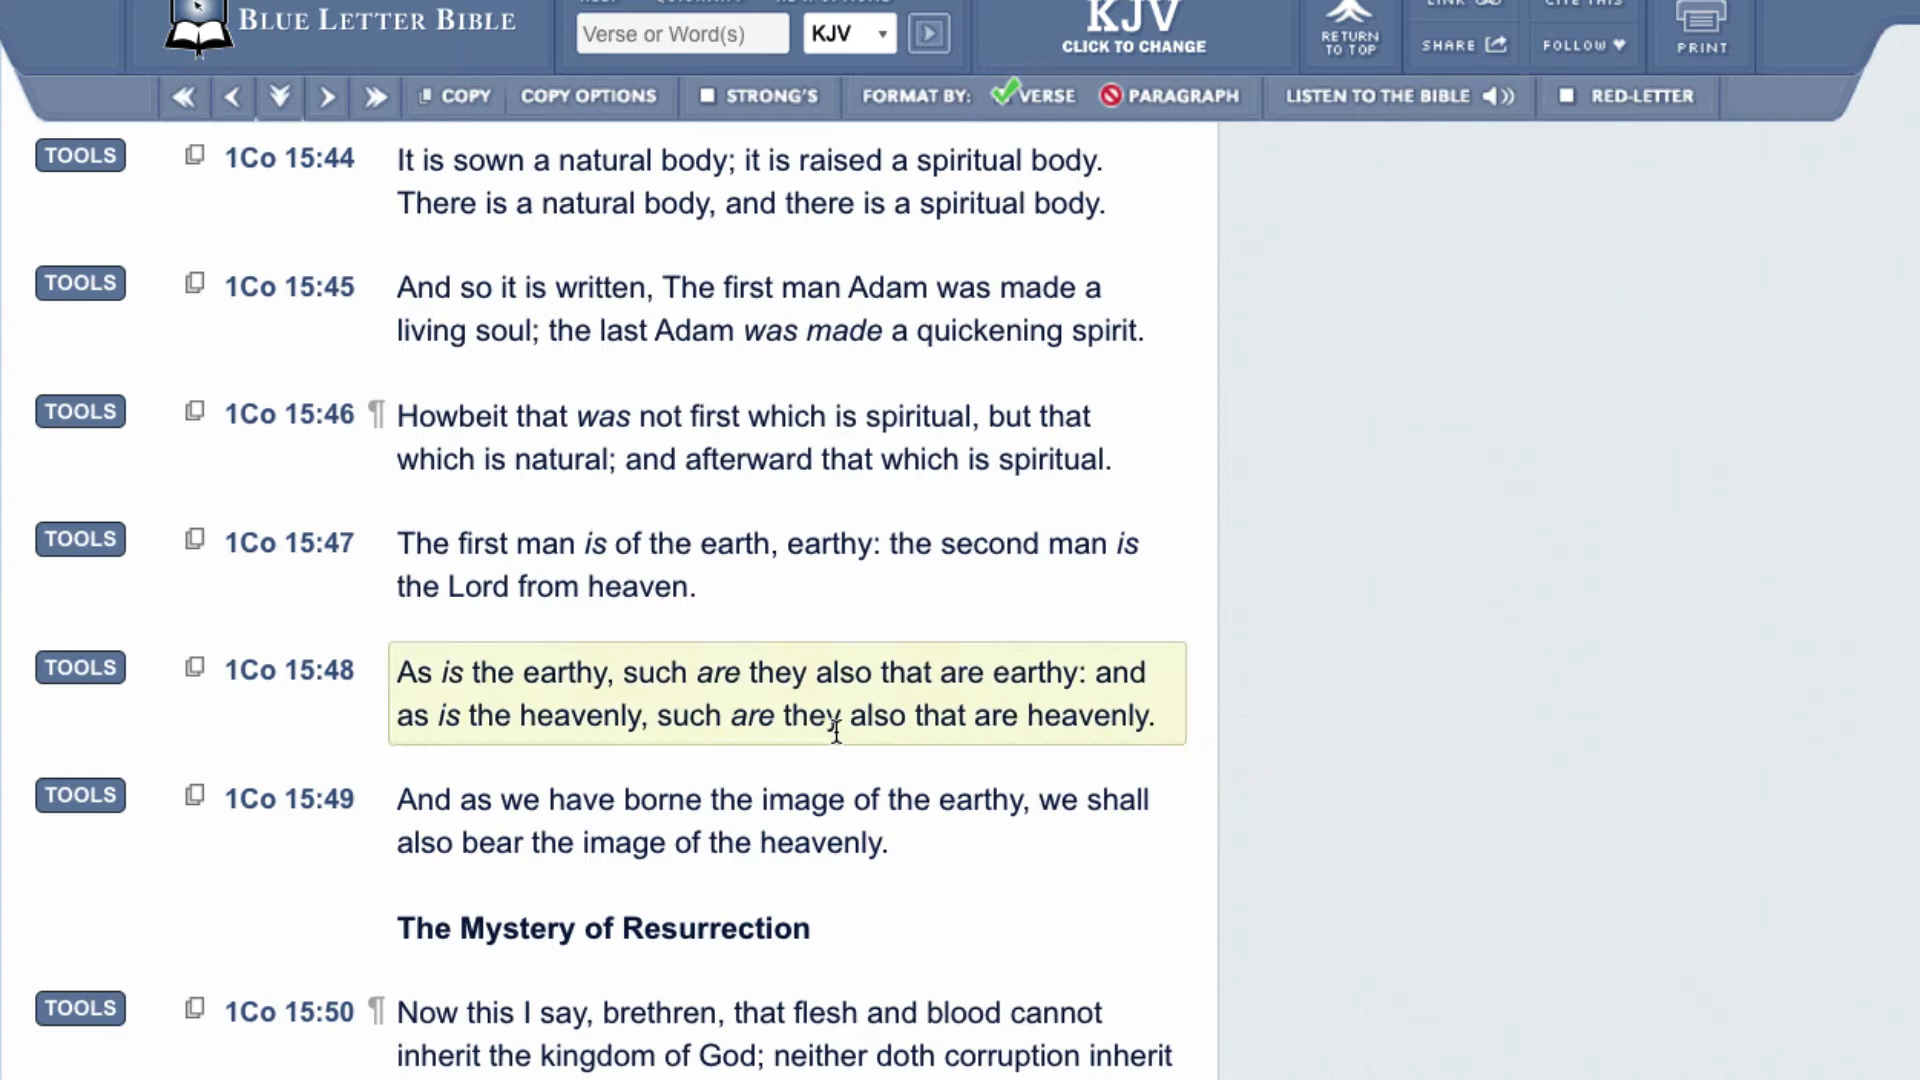 BLUE LETTER BIBLE
Verse or Word(s)
KJV
KJV
CLICK TO CHANGE
RETURN
TO TOP
SHARE
CITE THIS
FOLLOW
PRINT
COPY
COPY OPTIONS
STRONG'S
FORMAT BY:
VERSE
PARAGRAPH
LISTEN TO THE BIBLE
RED-LETTER
TOOLS
1Co 15:44
It is sown a natural body; it is raised a spiritual body.
There is a natural body, and there is a spiritual body.
TOOLS
1Co 15:45
And so it is written, The first man Adam was made a
living soul; the last Adam was made a quickening spirit.
TOOLS
1Co 15:46 ¶
Howbeit that was not first which is spiritual, but that
which is natural; and afterward that which is spiritual.
TOOLS
1Co 15:47
The first man is of the earth, earthy: the second man is
the Lord from heaven.
TOOLS
1Co 15:48
As is the earthy, such are they also that are earthy: and
as is the heavenly, such are they also that are heavenly.
TOOLS
1Co 15:49
And as we have borne the image of the earthy, we shall
also bear the image of the heavenly.
The Mystery of Resurrection
TOOLS
1Co 15:50 ¶
Now this I say, brethren, that flesh and blood cannot
inherit the kingdom of God; neither doth corruption inherit